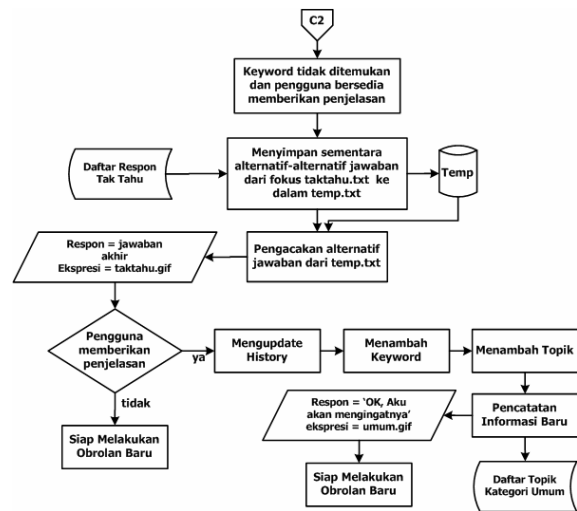 C2
Keyword tidak ditemukan
dan pengguna bersedia
memberikan penjelasan
Daftar Respon
Tak Tahu
Menyimpan sementara
alternatif-alternatif jawaban
dari fokus taktahu.txt ke
dalam temp.txt
Temp
Respon = jawaban
akhir
Ekspresi = taktahu.gif
Pengacakan alternatif
jawaban dari temp.txt
Pengguna
memberikan
penjelasan
ya
Mengupdate
History
Menambah
Keyword
Menambah Topik
tidak
Siap Melakukan
Obrolan Baru
Respon = ‘OK, Aku
akan mengingatnya’
ekspresi = umum.gif
Pencatatan
Informasi Baru
Siap Melakukan
Obrolan Baru
Daftar Topik
Kategori Umum